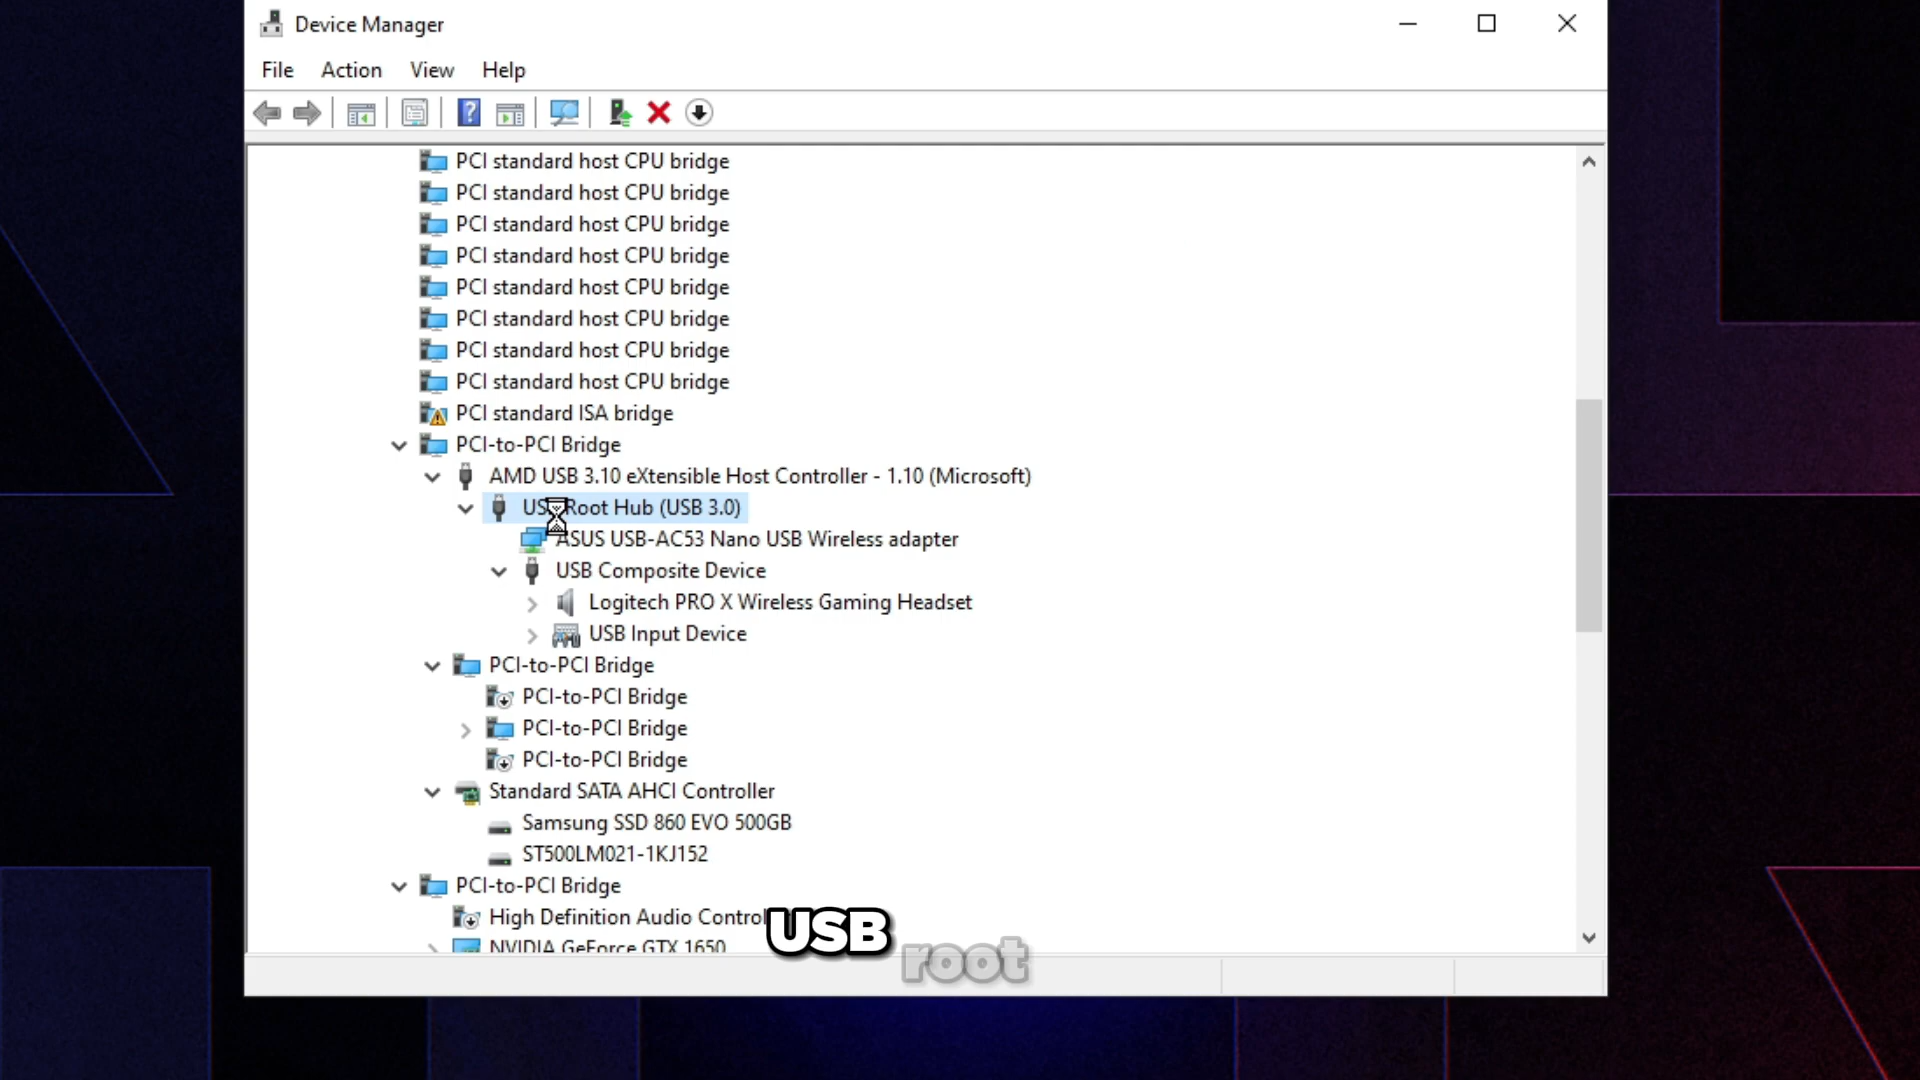 Device Manager
File Action View Help
PCI standard host CPU bridge
PCI standard host CPU bridge
PCI standard host CPU bridge
PCI standard host CPU bridge
PCI standard host CPU bridge
PCI standard host CPU bridge
PCI standard host CPU bridge
PCI standard host CPU bridge
PCI standard ISA bridge
PCI-to-PCI Bridge
AMD USB 3.10 eXtensible Host Controller - 1.10 (Microsoft)
USB Root Hub (USB 3.0)
ASUS USB-AC53 Nano USB Wireless adapter
USB Composite Device
Logitech PRO X Wireless Gaming Headset
USB Input Device
PCI-to-PCI Bridge
PCI-to-PCI Bridge
PCI-to-PCI Bridge
PCI-to-PCI Bridge
Standard SATA AHCI Controller
Samsung SSD 860 EVO 500GB
ST500LM021-1KJ152
PCI-to-PCI Bridge
High Definition Audio Control
NVIDIA GeForce GTX 1650
USB root